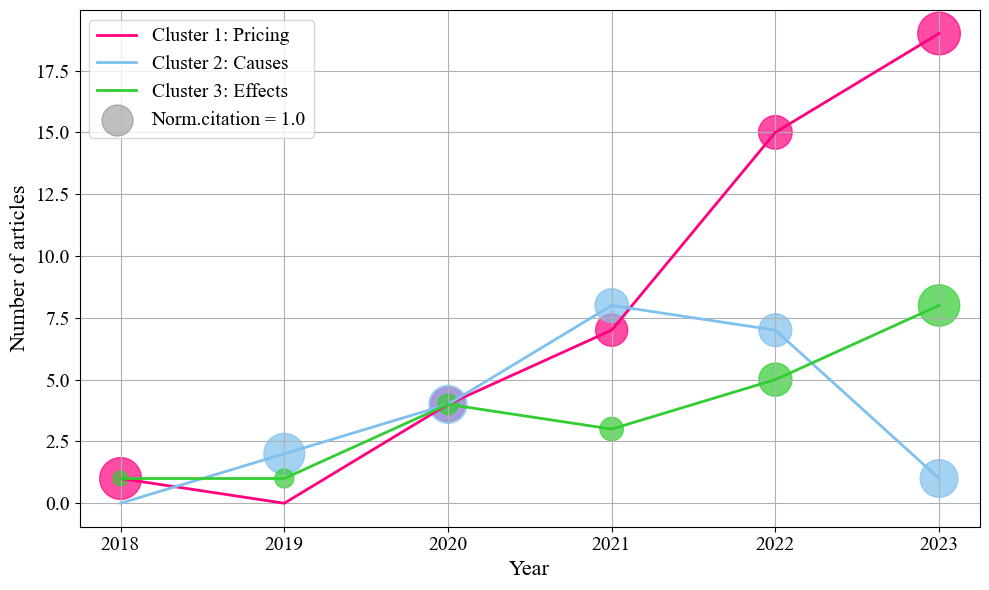 Cluster 1: Pricing
Cluster 2: Causes
Cluster 3: Effects
Norm.citation = 1.0
Number of articles
17.5
15.0
12.5
10.0
7.5
5.0
2.5
0.0
2018 2019 2020 2021 2022 2023
Year